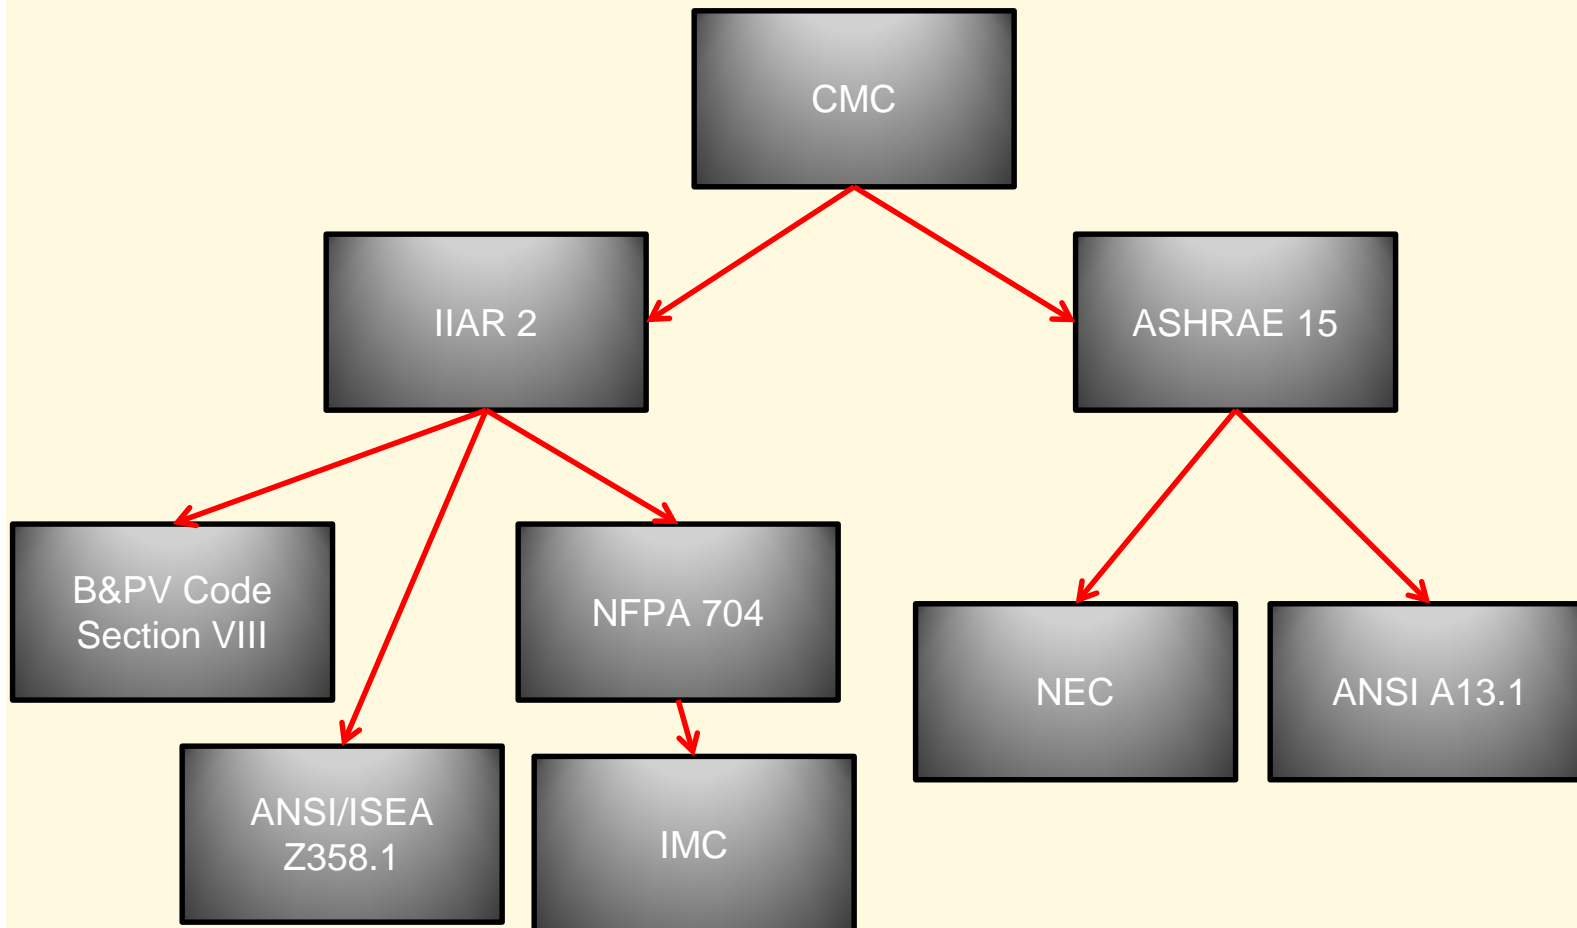 CMC
IIAR 2
ASHRAE 15
B&PV Code
Section VIII
NFPA 704
NEC
ANSI A13.1
ANSI/ISEA
Z358.1
IMC